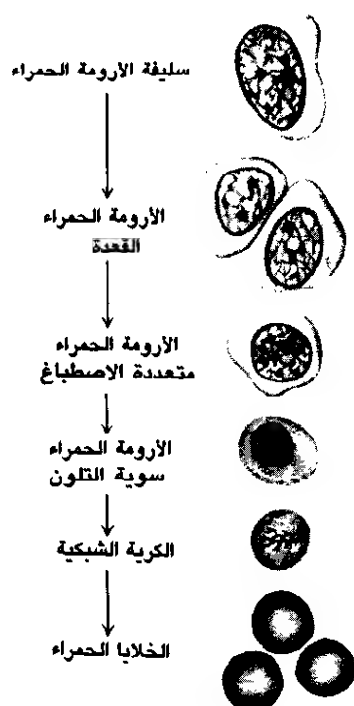 سليفة الأرومة الحمراء
الأرومة الحمراء
القعدة
الأرومة الحمراء
متعددة الاصطباغ
الأرومة الحمراء
سوية التلون
الكرية الشبكية
الخلايا الحمراء